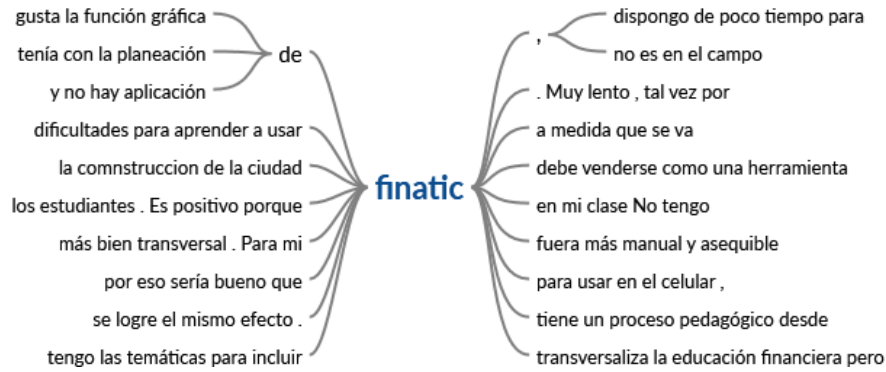 gusta la función gráfica
tenía con la planeación
y no hay aplicación
de
dificultades para aprender a usar
la comnstruccion de la ciudad
los estudiantes . Es positivo porque
más bien transversal . Para mi
por eso sería bueno que
se logre el mismo efecto .
tengo las temáticas para incluir
finatic
,
dispongo de poco tiempo para
no es en el campo
. Muy lento , tal vez por
a medida que se va
debe venderse como una herramienta
en mi clase No tengo
fuera más manual y asequible
para usar en el celular ,
tiene un proceso pedagógico desde
transversaliza la educación financiera pero